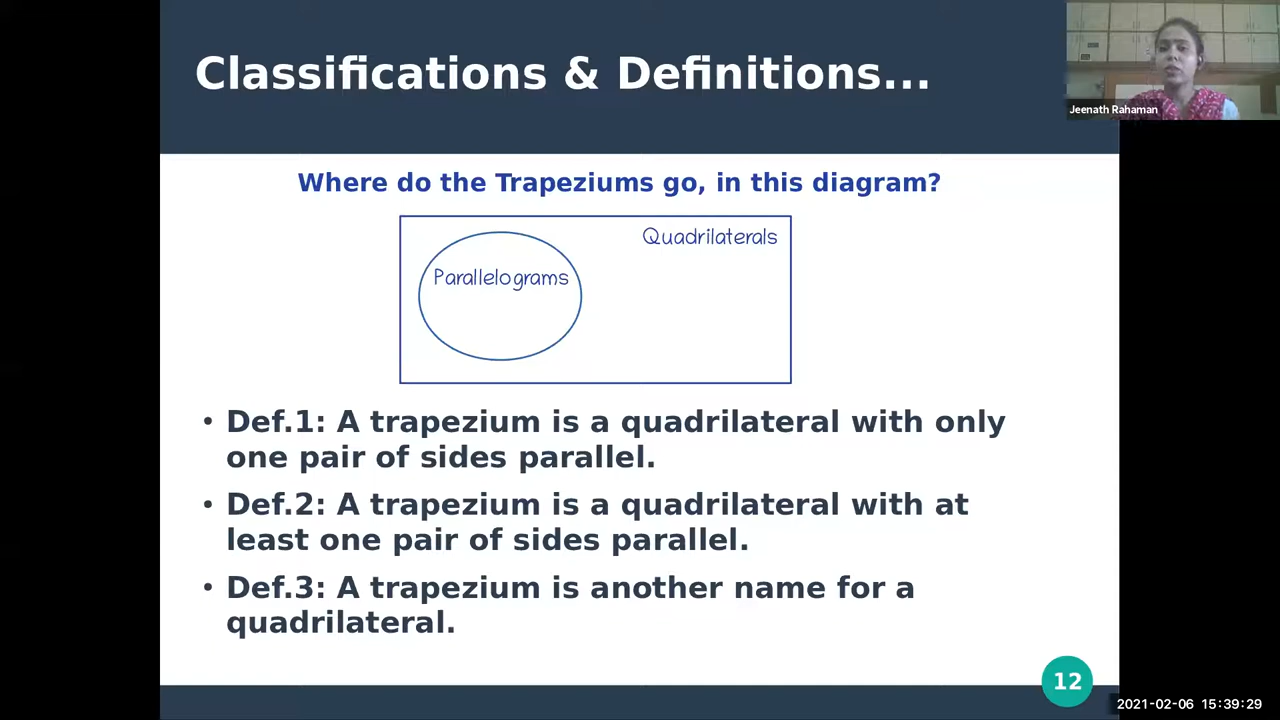 Classifications & Definitions...
Jeenath Rahaman
Where do the Trapeziums go, in this diagram?
Quadrilaterals
Parallelograms
• Def.1: A trapezium is a quadrilateral with only
one pair of sides parallel.
• Def.2: A trapezium is a quadrilateral with at
least one pair of sides parallel.
• Def.3: A trapezium is another name for a
quadrilateral.
12
2021-02-06 15:39:29